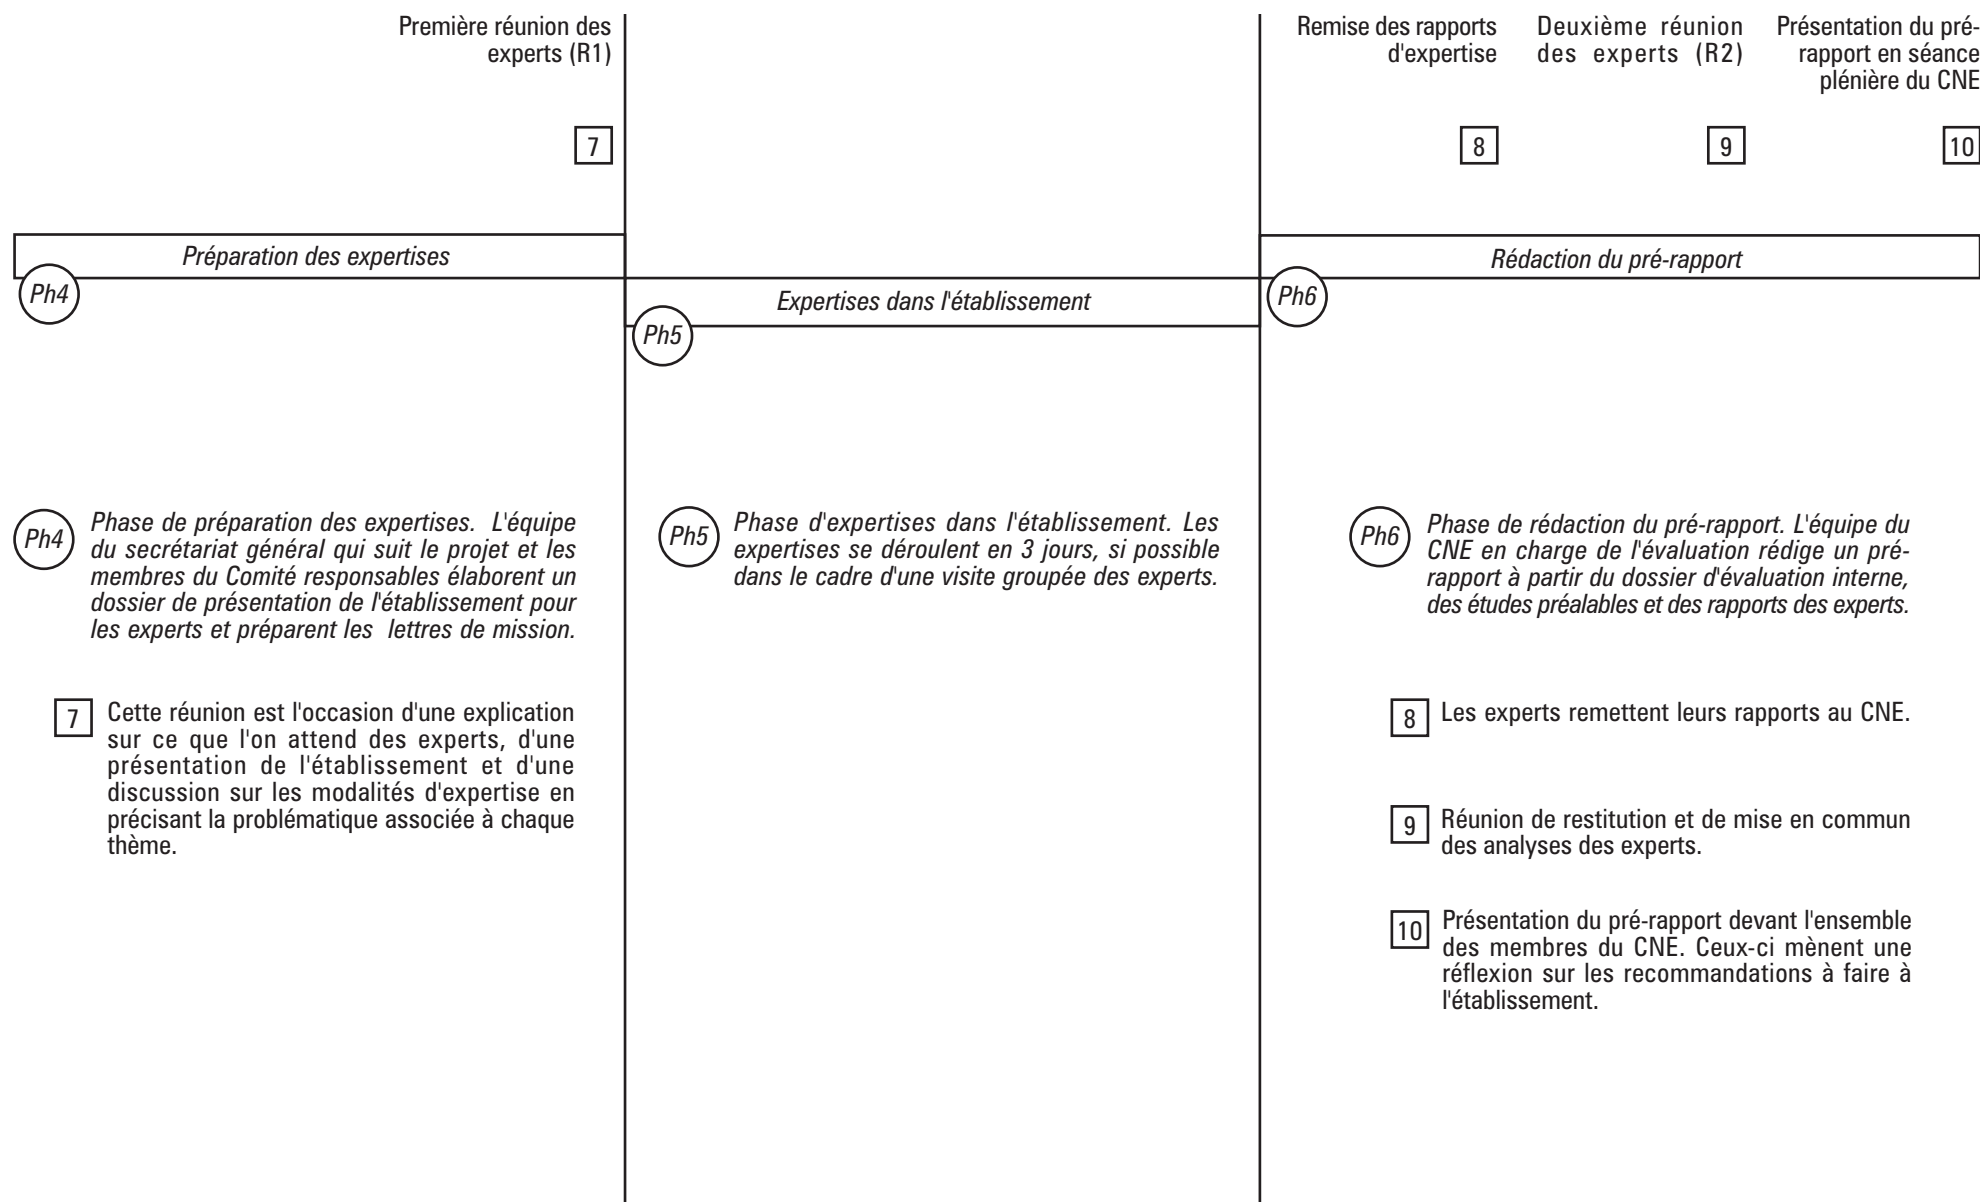 Première réunion des
experts (R1)
7
Remise des rapports
d'expertise
8
Deuxième réunion
des experts (R2)
9
Présentation du pré-
rapport en séance
plénière du CNE
10
Préparation des expertises
Ph4
Expertises dans l'établissement
Ph5
Rédaction du pré-rapport
Ph6
Ph4
Phase de préparation des expertises. L'équipe
du secrétariat général qui suit le projet et les
membres du Comité responsables élaborent un
dossier de présentation de l'établissement pour
les experts et préparent les lettres de mission.
7
Cette réunion est l'occasion d'une explication
sur ce que l'on attend des experts, d'une
présentation de l'établissement et d'une
discussion sur les modalités d'expertise en
précisant la problématique associée à chaque
thème.
Ph5
Phase d'expertises dans l'établissement. Les
expertises se déroulent en 3 jours, si possible
dans le cadre d'une visite groupée des experts.
Ph6
Phase de rédaction du pré-rapport. L'équipe du
CNE en charge de l'évaluation rédige un pré-
rapport à partir du dossier d'évaluation interne,
des études préalables et des rapports des experts.
8
Les experts remettent leurs rapports au CNE.
9
Réunion de restitution et de mise en commun
des analyses des experts.
10
Présentation du pré-rapport devant l'ensemble
des membres du CNE. Ceux-ci mènent une
réflexion sur les recommandations à faire à
l'établissement.